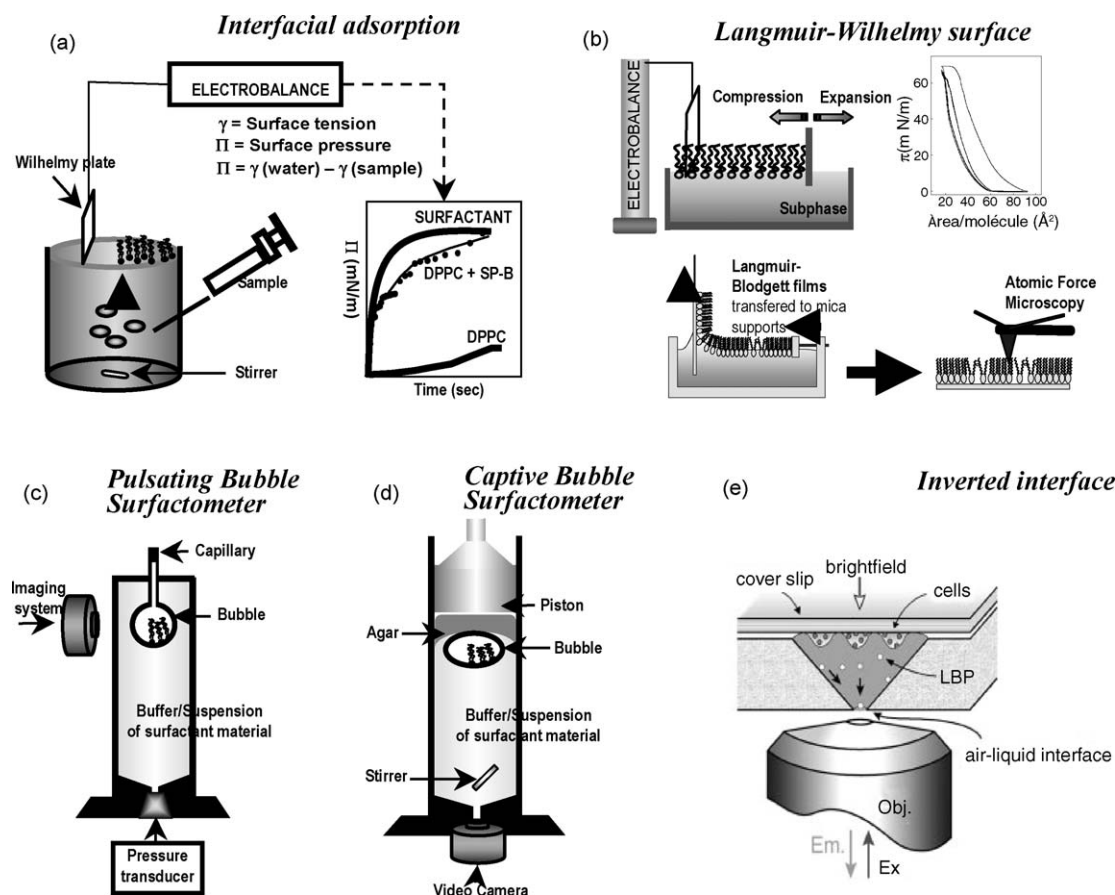 (a)
Interfacial adsorption
ELECTROBALANCE
γ = Surface tension
Π = Surface pressure
Π = γ (water) – γ (sample)
Wilhelmy plate
Sample
Stirrer
SURFACTANT
DPPC + SP-B
DPPC
Π (mN/m)
Time (sec)
(b)
Langmuir-Wilhelmy surface
ELECTROBALANCE
Compression
Expansion
Subphase
π(m N/m)
60
40
20
0
20 40 60 80 100
Àrea/molécule (Å²)
Langmuir-
Blodgett films
transfered to mica
supports
Atomic Force
Microscopy
(c)
Pulsating Bubble
Surfactometer
Capillary
Imaging
system
Bubble
Buffer/Suspension
of surfactant material
Pressure
transducer
(d)
Captive Bubble
Surfactometer
Piston
Agar
Bubble
Buffer/Suspension
of surfactant material
Stirrer
Video Camera
(e)
Inverted interface
brightfield
cover slip
cells
LBP
air-liquid interface
Obj.
Em.
Ex